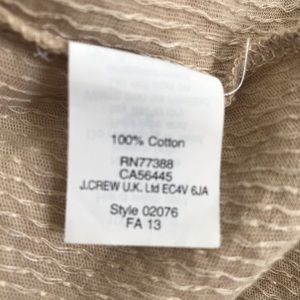 100% Cotton
RN77388
CA56445
J.CREW U.K. Ltd EC4V 6JA
Style 02076
FA 13